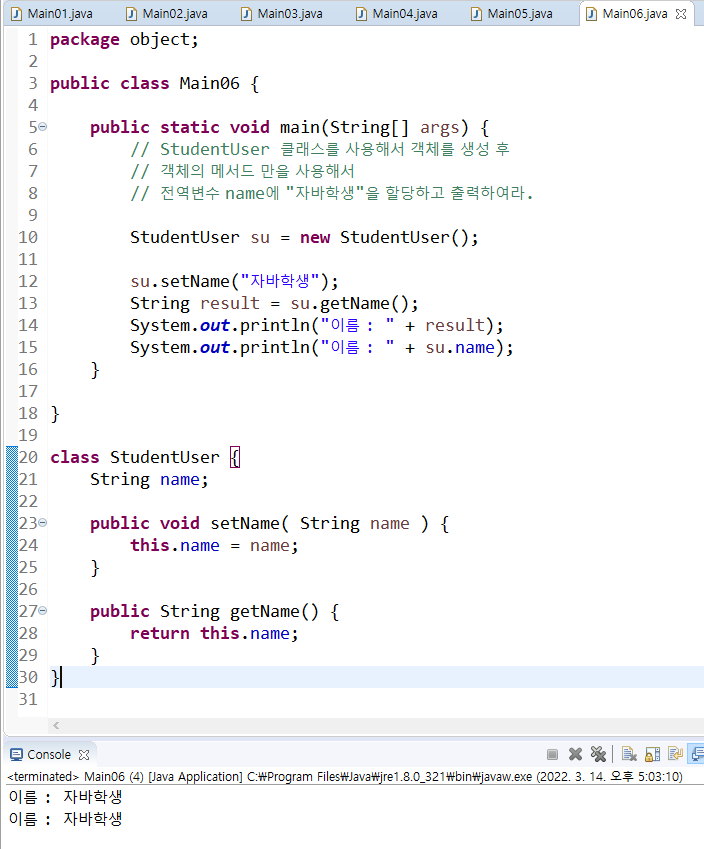 Main01.java Main02.java Main03.java Main04.java Main05.java Main06.java
1 package object;
2
3 public class Main06 {
4
5 public static void main(String[] args) {
6 // StudentUser 클래스를 사용해서 객체를 생성 후
7 // 객체의 메서드 만을 사용해서
8 // 전역변수 name에 "자바학생"을 할당하고 출력하여라.
9
10 StudentUser su = new StudentUser();
11
12 su.setName("자바학생");
13 String result = su.getName();
14 System.out.println("이름 : " + result);
15 System.out.println("이름 : " + su.name);
16 }
17
18 }
19
20 class StudentUser {
21 String name;
22
23 public void setName( String name ) {
24 this.name = name;
25 }
26
27 public String getName() {
28 return this.name;
29 }
30 }
31
Console
<terminated> Main06 (4) [Java Application] C:₩Program Files₩Java₩jre1.8.0_321₩bin₩javaw.exe (2022. 3. 14. 오후 5:03:10)
이름 : 자바학생
이름 : 자바학생